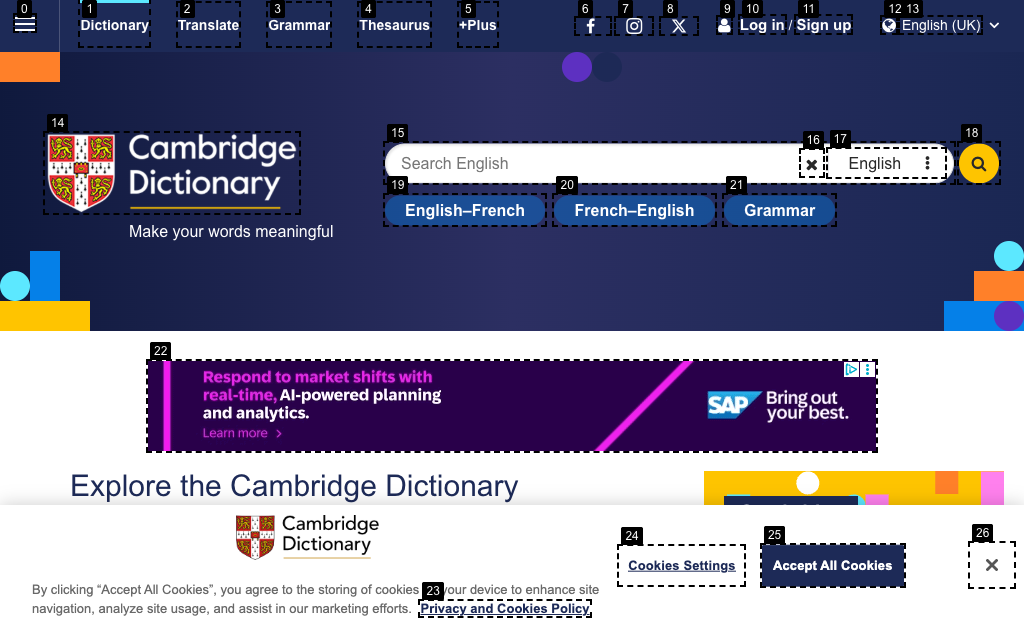 0 1 2 3 4 5 6 7 8 9 10 11 12 13
Dictionary Translate Grammar Thesaurus +Plus Log in / Sign up English (UK)
14
Cambridge
Dictionary
Make your words meaningful
15 16 17 18
Search English English
19 20 21
English–French French–English Grammar
22
Respond to market shifts with
real-time, AI-powered planning
and analytics.
Learn more
SAP Bring out
your best.
Explore the Cambridge Dictionary
Cambridge
Dictionary
By clicking “Accept All Cookies”, you agree to the storing of cookies 23 your device to enhance site
navigation, analyze site usage, and assist in our marketing efforts. Privacy and Cookies Policy
24 25 26
Cookies Settings Accept All Cookies